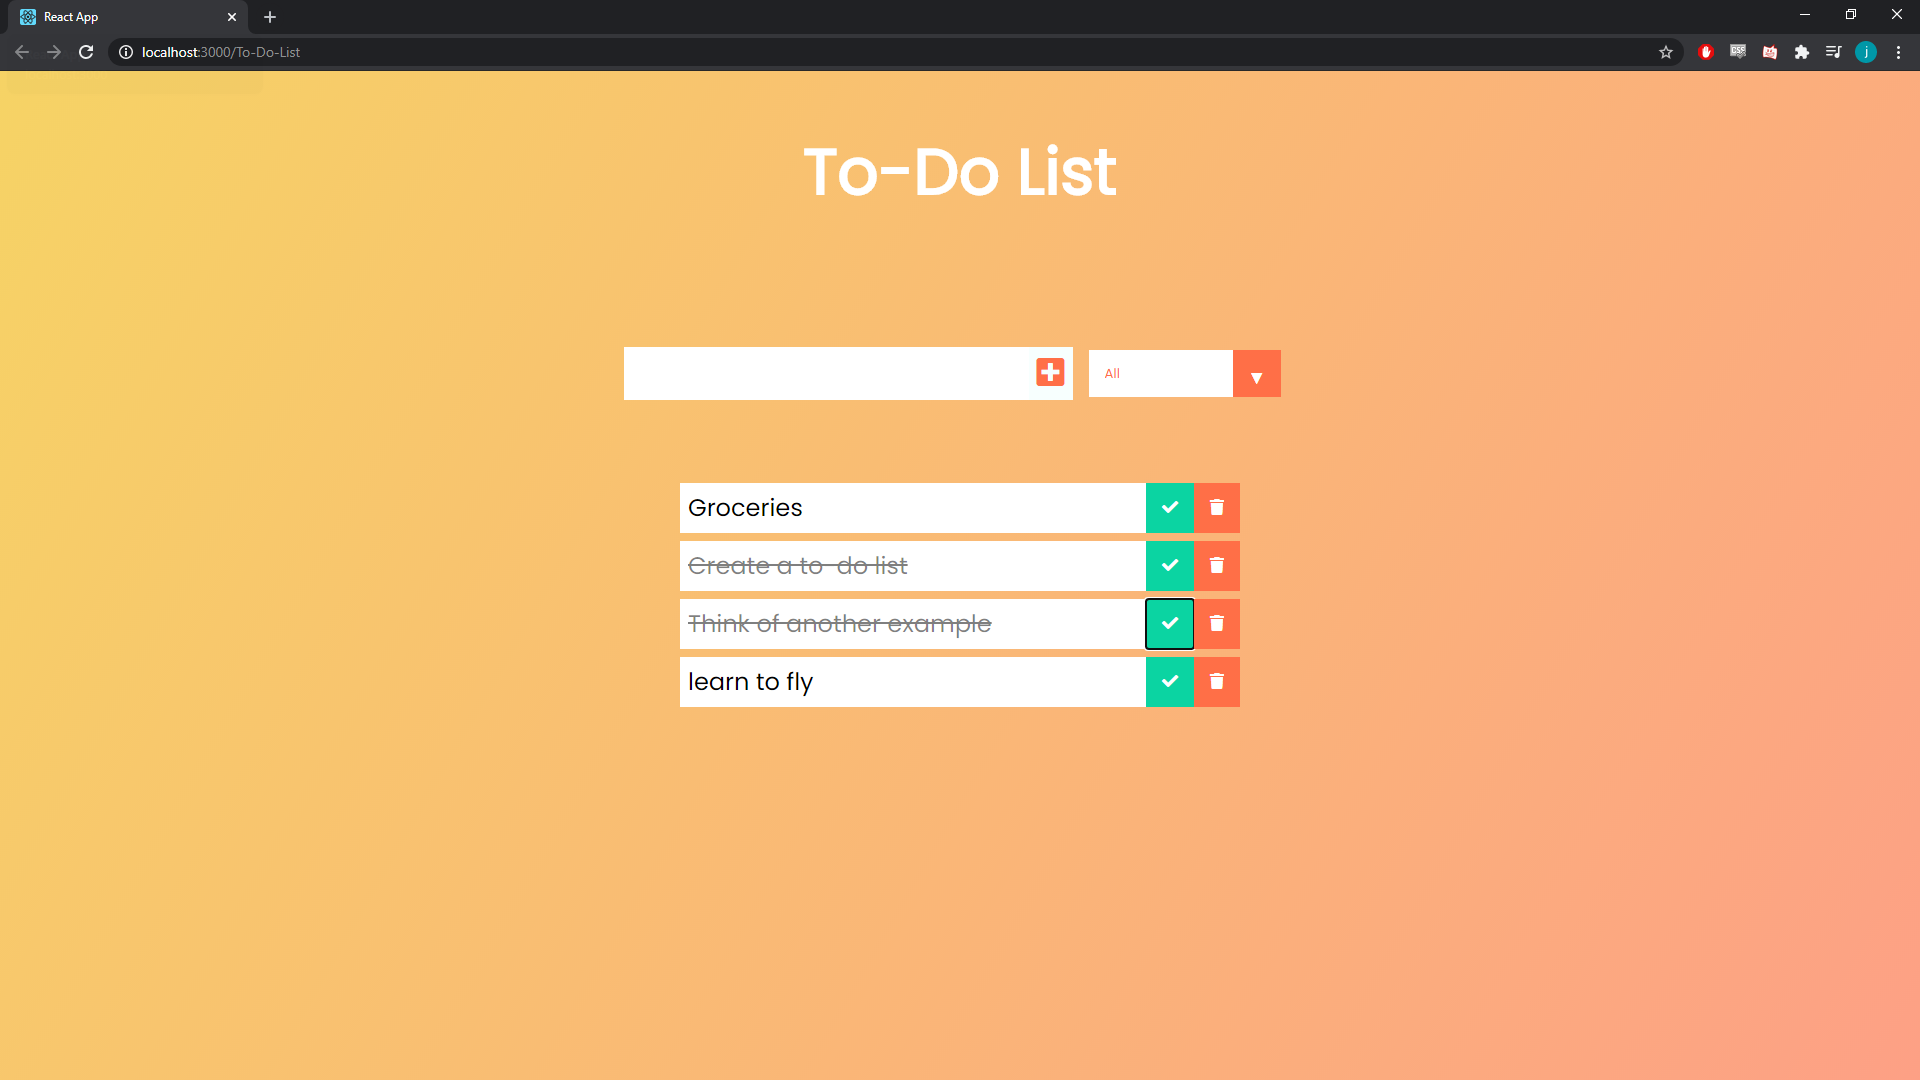 React App
localhost:3000/To-Do-List
CSP
j
To-Do List
All
Groceries
Create a to-do list
Think of another example
learn to fly